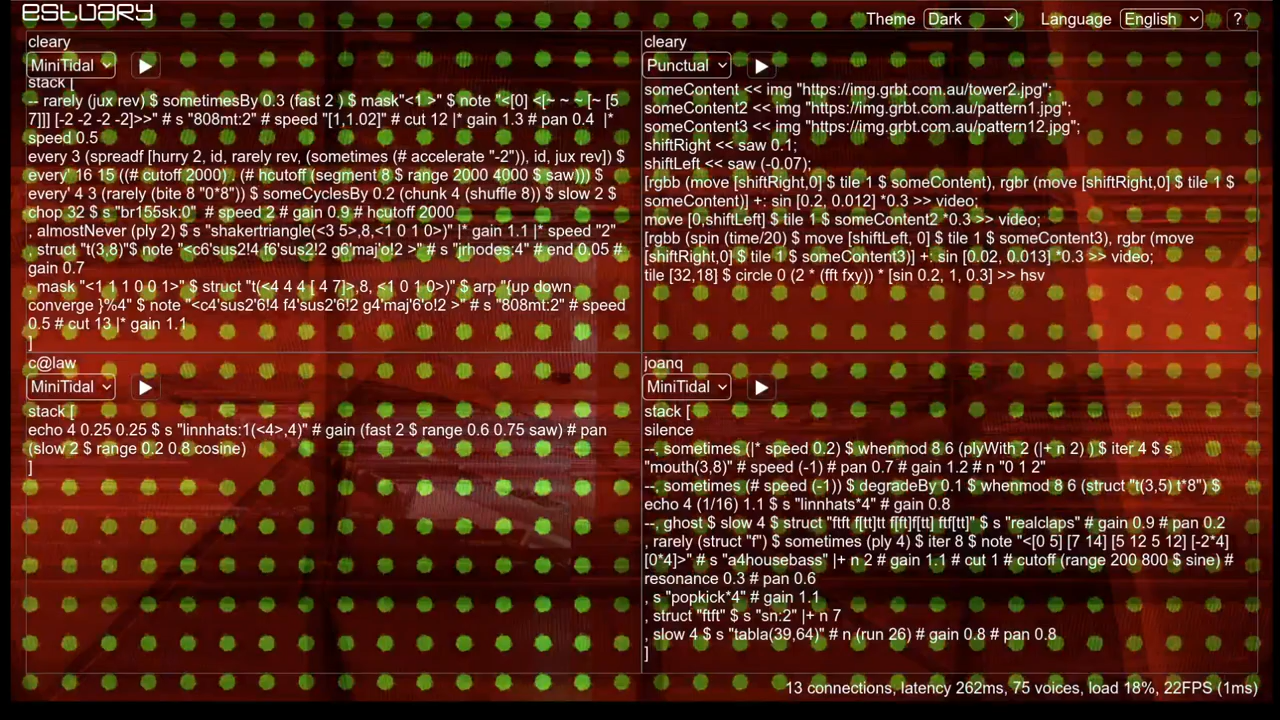 estuary
Theme Dark Language English ?
cleary
MiniTidal
stack [
-- rarely (jux rev) $ sometimesBy 0.3 (fast 2 ) $ mask"<1 >" $ note "<[0] <[~ ~ ~ [~ [5
7]]] [-2 -2 -2 -2]>>" # s "808mt:2" # speed "[1,1.02]" # cut 12 |* gain 1.3 # pan 0.4  |*
speed 0.5
every 3 (spreadf [hurry 2, id, rarely rev, (sometimes (# accelerate "-2")), id, jux rev]) $
every' 16 15 ((# cutoff 2000) . (# hcutoff (segment 8 $ range 2000 4000 $ saw))) $
every' 4 3 (rarely (bite 8 "0*8")) $ someCyclesBy 0.2 (chunk 4 (shuffle 8)) $ slow 2 $
chop 32 $ s "br155sk:0"  # speed 2 # gain 0.9 # hcutoff 2000
, almostNever (ply 2) $ s "shakertriangle(<3 5>,8,<1 0 1 0>)" |* gain 1.1 |* speed "2"
, struct "t(3,8)"$ note "<c6'sus2!4 f6'sus2!2 g6'maj'o!2 >" # s "jrhodes:4" # end 0.05 #
gain 0.7
, mask "<1 1 1 0 0 1>" $ struct "t(<4 4 4 [ 4 7]>,8, <1 0 1 0>)" $ arp "{up down
converge }%4" $ note "<c4'sus2'6!4 f4'sus2'6!2 g4'maj'6'o!2 >" # s "808mt:2" # speed
0.5 # cut 13 |* gain 1.1
]
cleary
Punctual
someContent << img "https://img.grbt.com.au/tower2.jpg";
someContent2 << img "https://img.grbt.com.au/pattern1.jpg";
someContent3 << img "https://img.grbt.com.au/pattern12.jpg";
shiftRight << saw 0.1;
shiftLeft << saw (-0.07);
[rgbb (move [shiftRight,0] $ tile 1 $ someContent), rgbr (move [shiftRight,0] $ tile 1 $
someContent)] +: sin [0.2, 0.012] *0.3 >> video;
move [0,shiftLeft] $ tile 1 $ someContent2 *0.3 >> video;
[rgbb (spin (time/20) $ move [shiftLeft, 0] $ tile 1 $ someContent3), rgbr (move
[shiftRight,0] $ tile 1 $ someContent3)] +: sin [0.02, 0.013] *0.3 >> video;
tile [32,18] $ circle 0 (2 * (fft fxy)) * [sin 0.2, 1, 0.3] >> hsv
c@law
MiniTidal
stack [
echo 4 0.25 0.25 $ s "linnhats:1(<4>,4)" # gain (fast 2 $ range 0.6 0.75 saw) # pan
(slow 2 $ range 0.2 0.8 cosine)
]
joanq
MiniTidal
stack [
silence
--, sometimes (|* speed 0.2) $ whenmod 8 6 (plyWith 2 (|+ n 2) ) $ iter 4 $ s
"mouth(3,8)" # speed (-1) # pan 0.7 # gain 1.2 # n "0 1 2"
--, sometimes (# speed (-1)) $ degradeBy 0.1 $ whenmod 8 6 (struct "t(3,5) t*8") $
echo 4 (1/16) 1.1 $ s "linnhats*4" # gain 0.8
--, ghost $ slow 4 $ struct "ftft f[tt]tt f[ft]f[tt] ftf[tt]" $ s "realclaps" # gain 0.9 # pan 0.2
, rarely (struct "f") $ sometimes (ply 4) $ iter 8 $ note "<[0 5] [7 14] [5 12 5 12] [-2*4]
[0*4]>" # s "a4housebass" |+ n 2 # gain 1.1 # cut 1 # cutoff (range 200 800 $ sine) #
resonance 0.3 # pan 0.6
, s "popkick*4" # gain 1.1
, struct "ftft" $ s "sn:2" |+ n 7
, slow 4 $ s "tabla(39,64)" # n (run 26) # gain 0.8 # pan 0.8
]
13 connections, latency 262ms, 75 voices, load 18%, 22FPS (1ms)